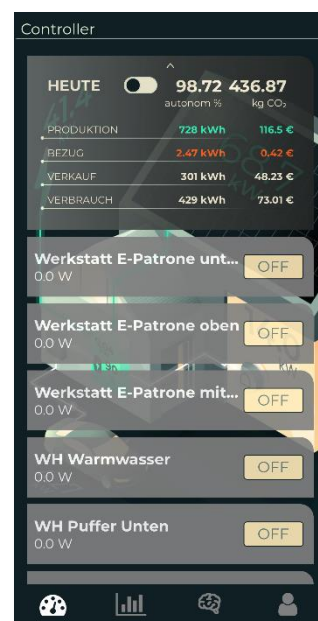 Controller
HEUTE 98.72 436.87
autonom % kg CO₂
PRODUKTION 728 kWh 116.5 €
BEZUG 2.47 kWh 0.42 €
VERKAUF 301 kWh 48.23 €
VERBRAUCH 429 kWh 73.01 €
Werkstatt E-Patrone unt... OFF
0.0 W
Werkstatt E-Patrone oben OFF
0.0 W
Werkstatt E-Patrone mit... OFF
0.0 W
WH Warmwasser OFF
0.0 W
WH Puffer Unten OFF
0.0 W